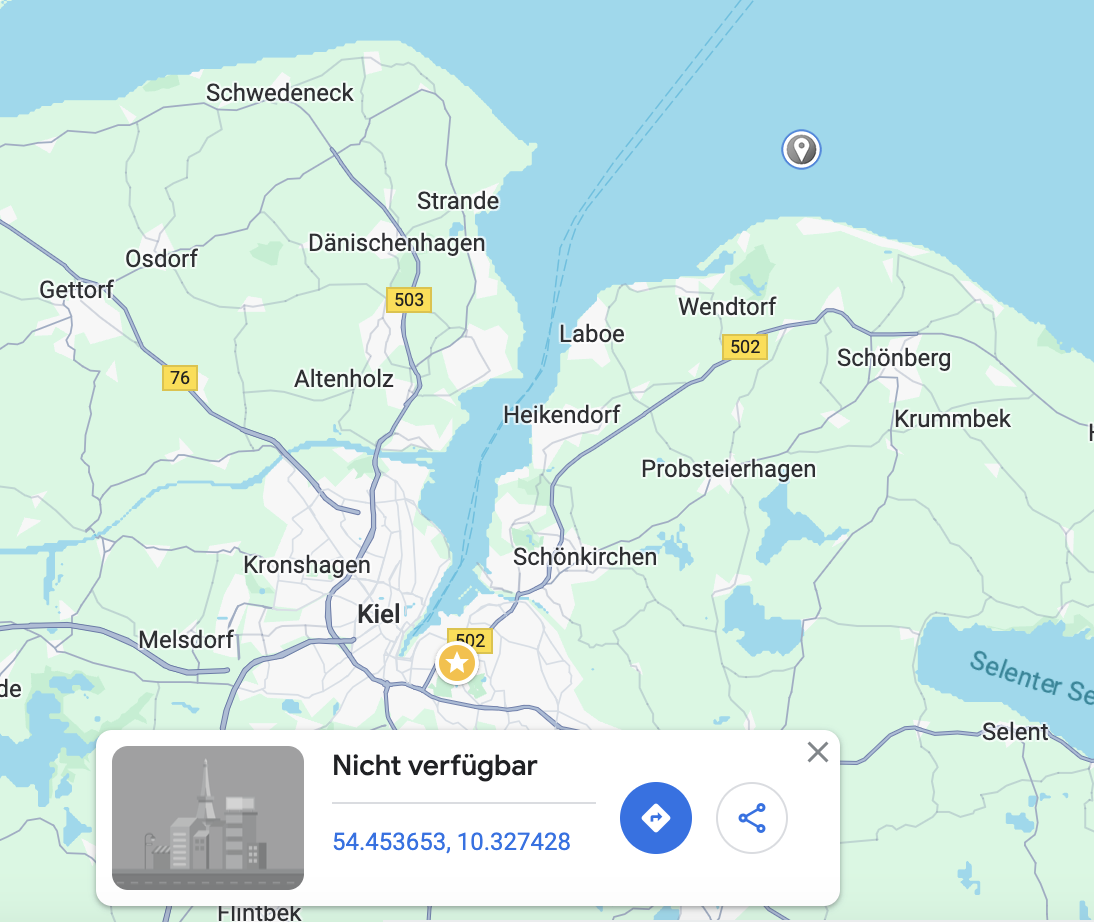 Schwedeneck
Strande
Dänischenhagen
Osdorf
Gettorf
503
Wendtorf
Laboe
502
Schönberg
76
Altenholz
Heikendorf
Krummbek
Probsteierhagen
Schönkirchen
Kronshagen
Kiel
Melsdorf
502
Selenter Se
de
Selent
Nicht verfügbar
54.453653, 10.327428
Flintbek